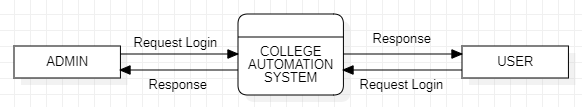 Request Login
Response
ADMIN
COLLEGE
AUTOMATION
SYSTEM
USER
Response
Request Login